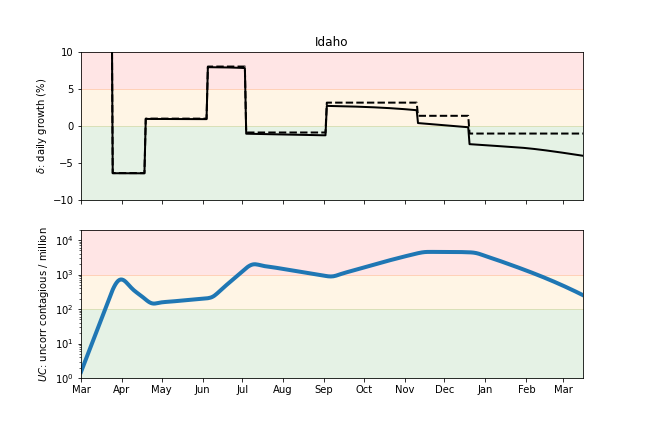 Idaho
δ: daily growth (%)
10
5
0
−5
−10
UC: uncorr contagious / million
10⁴
10³
10²
10¹
10⁰
Mar Apr May Jun Jul Aug Sep Oct Nov Dec Jan Feb Mar